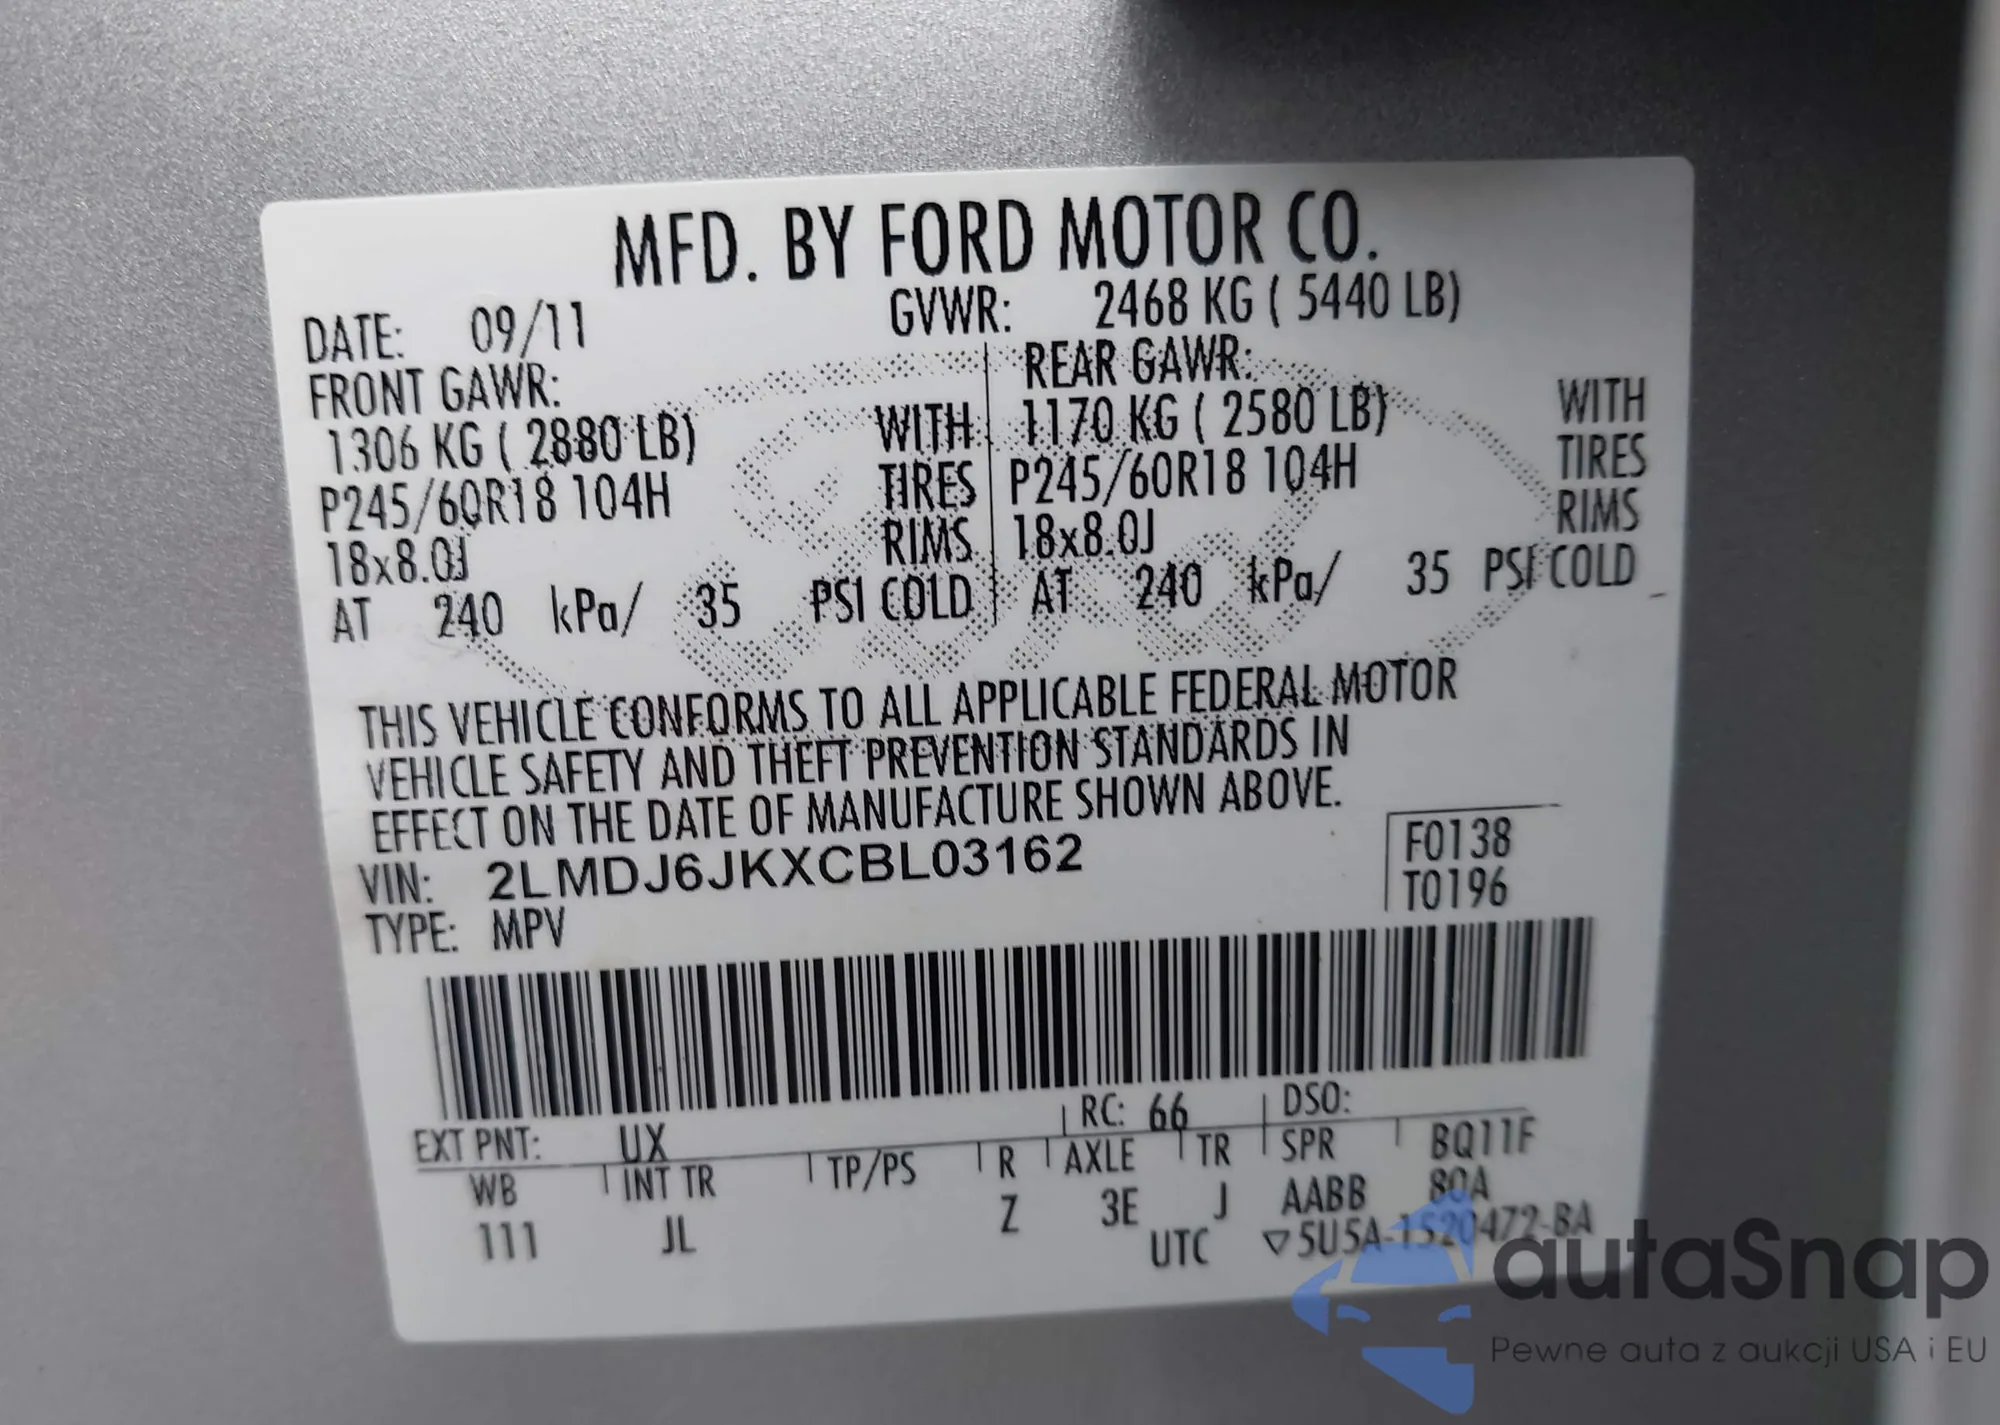 MFD. BY FORD MOTOR CO.
DATE: 09/11 GVWR: 2468 KG ( 5440 LB)
FRONT GAWR: REAR GAWR:
1306 KG ( 2880 LB) WITH 1170 KG ( 2580 LB) WITH
P245/60R18 104H TIRES P245/60R18 104H TIRES
18x8.0J RIMS 18x8.0J RIMS
AT 240 kPa/ 35 PSI COLD AT 240 kPa/ 35 PSI COLD
THIS VEHICLE CONFORMS TO ALL APPLICABLE FEDERAL MOTOR
VEHICLE SAFETY AND THEFT PREVENTION STANDARDS IN
EFFECT ON THE DATE OF MANUFACTURE SHOWN ABOVE.
VIN: 2LMDJ6JKXCBL03162 F0138
TYPE: MPV T0196
EXT PNT: UX RC: 66 DSO:
WB INT TR TP/PS R AXLE TR SPR BQ11F
111 JL Z 3E J AABB 80A
UTC ▽5U5A-1520472-BA
autaSnap
Pewne auta z aukcji USA i EU